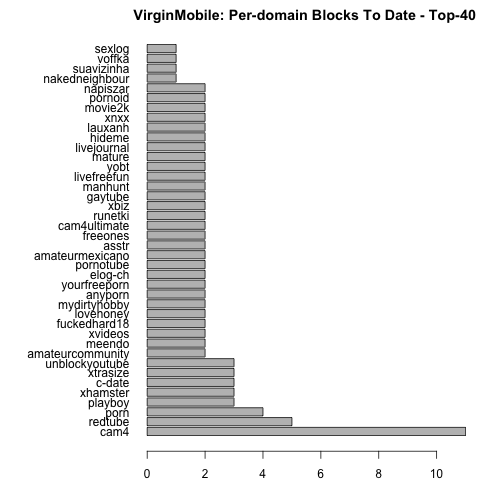 VirginMobile: Per-domain Blocks To Date - Top-40
sexlog
voffka
suavizinha
nakedneighbour
napiszar
pornoid
movie2k
xnxx
lauxanh
hideme
livejournal
mature
yobt
livefreefun
manhunt
gaytube
xbiz
runetki
cam4ultimate
freeones
asstr
amateurmexicano
pornotube
elog-ch
yourfreeporn
anyporn
mydirtyhobby
lovehoney
fuckedhard18
xvideos
meendo
amateurcommunity
unblockyoutube
xtrasize
c-date
xhamster
playboy
porn
redtube
cam4
0 2 4 6 8 10